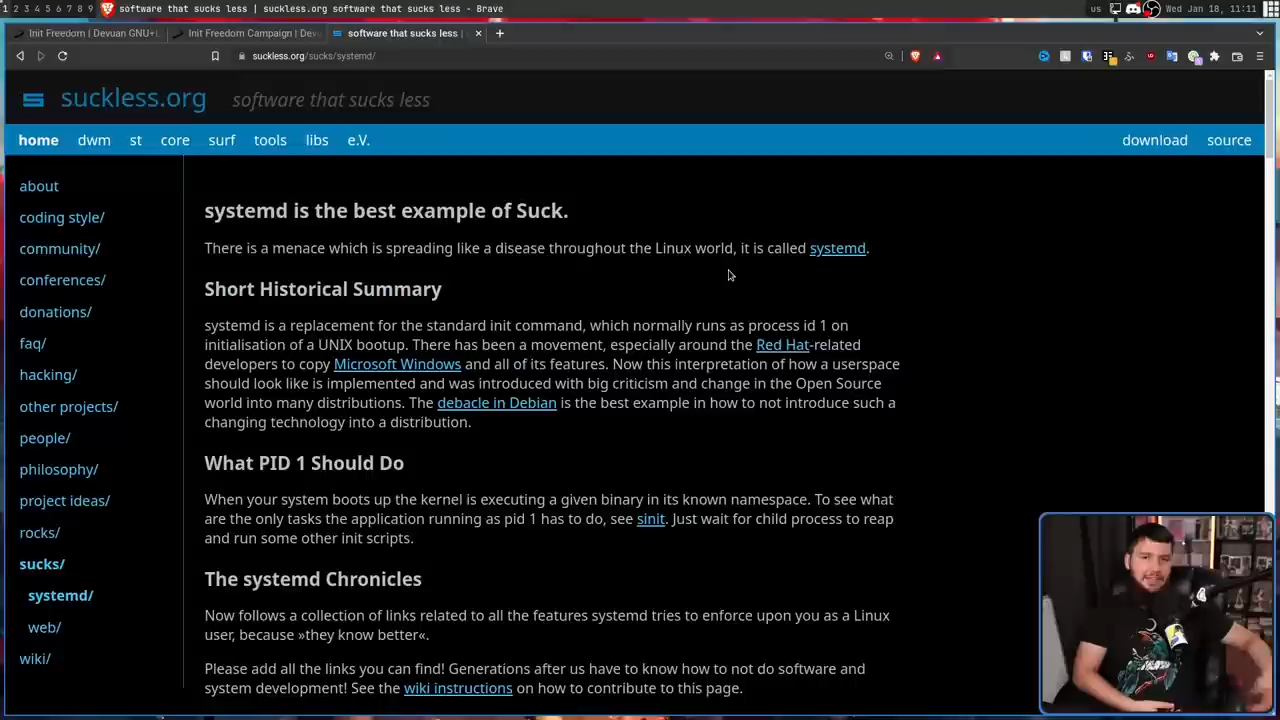 1 2 3 4 5 6 7 8 9 software that sucks less | suckless.org software that sucks less - Brave us Wed Jan 18, 11:11
Init Freedom | Devuan GNU+L Init Freedom Campaign | Dev software that sucks less |
suckless.org/sucks/systemd/
suckless.org software that sucks less
home dwm st core surf tools libs e.V. download source
about
coding style/
community/
conferences/
donations/
faq/
hacking/
other projects/
people/
philosophy/
project ideas/
rocks/
sucks/
systemd/
web/
wiki/
systemd is the best example of Suck.
There is a menace which is spreading like a disease throughout the Linux world, it is called systemd.
Short Historical Summary
systemd is a replacement for the standard init command, which normally runs as process id 1 on
initialisation of a UNIX bootup. There has been a movement, especially around the Red Hat-related
developers to copy Microsoft Windows and all of its features. Now this interpretation of how a userspace
should look like is implemented and was introduced with big criticism and change in the Open Source
world into many distributions. The debacle in Debian is the best example in how to not introduce such a
changing technology into a distribution.
What PID 1 Should Do
When your system boots up the kernel is executing a given binary in its known namespace. To see what
are the only tasks the application running as pid 1 has to do, see sinit. Just wait for child process to reap
and run some other init scripts.
The systemd Chronicles
Now follows a collection of links related to all the features systemd tries to enforce upon you as a Linux
user, because »they know better«.
Please add all the links you can find! Generations after us have to know how to not do software and
system development! See the wiki instructions on how to contribute to this page.